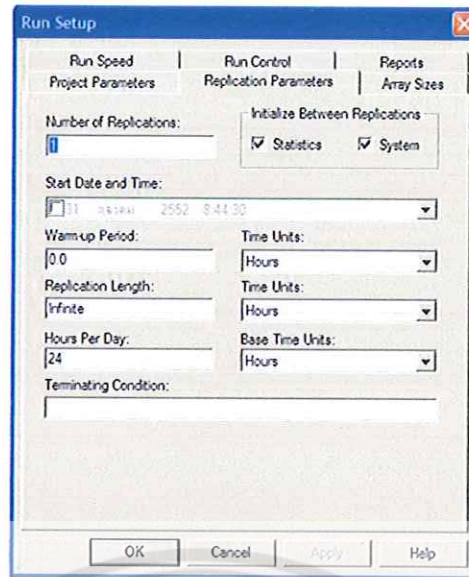 Run Setup
Run Speed Run Control Reports
Project Parameters Replication Parameters Array Sizes
Number of Replications:
1
Initialize Between Replications
Statistics System
Start Date and Time:
31 2552 8:44:30
Warm-up Period: Time Units:
0.0 Hours
Replication Length: Time Units:
Infinite Hours
Hours Per Day: Base Time Units:
24 Hours
Terminating Condition:
OK Cancel Apply Help